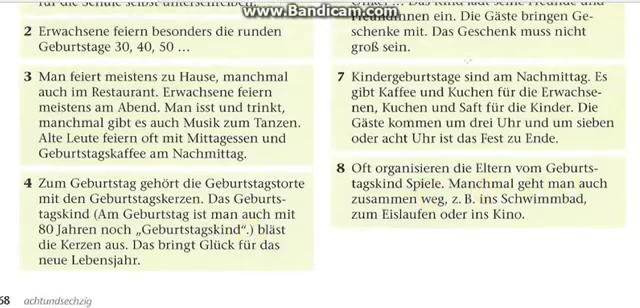 www.Bandicam.com
für die Schule selbst unterschreiben.
2 Erwachsene feiern besonders die runden
Geburtstage 30, 40, 50 ...
3 Man feiert meistens zu Hause, manchmal
auch im Restaurant. Erwachsene feiern
meistens am Abend. Man isst und trinkt,
manchmal gibt es auch Musik zum Tanzen.
Alte Leute feiern oft mit Mittagessen und
Geburtstagskaffee am Nachmittag.
4 Zum Geburtstag gehört die Geburtstagstorte
mit den Geburtstagskerzen. Das Geburts-
tagskind (Am Geburtstag ist man auch mit
80 Jahren noch „Geburtstagskind“.) bläst
die Kerzen aus. Das bringt Glück für das
neue Lebensjahr.
Onkel ... Das Kind lädt seine Freunde und
Freundinnen ein. Die Gäste bringen Ge-
schenke mit. Das Geschenk muss nicht
groß sein.
7 Kindergeburtstage sind am Nachmittag. Es
gibt Kaffee und Kuchen für die Erwachse-
nen, Kuchen und Saft für die Kinder. Die
Gäste kommen um drei Uhr und um sieben
oder acht Uhr ist das Fest zu Ende.
8 Oft organisieren die Eltern vom Geburts-
tagskind Spiele. Manchmal geht man auch
zusammen weg, z. B. ins Schwimmbad,
zum Eislaufen oder ins Kino.
68 achtundsechzig